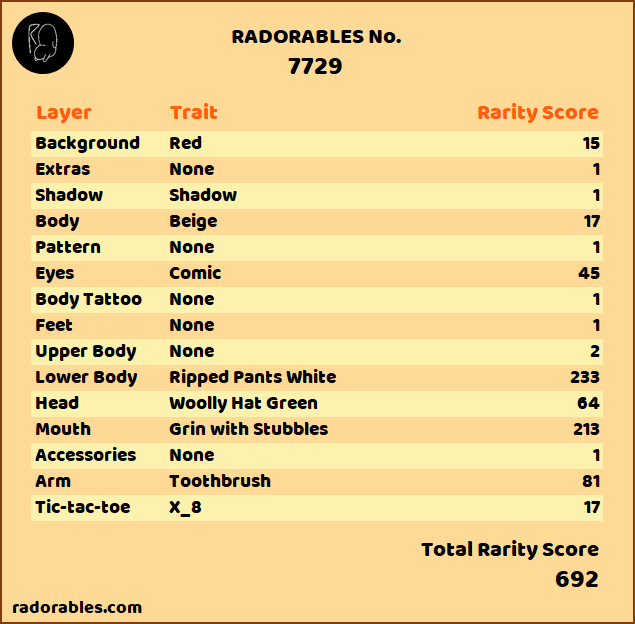 RADORABLES No.
7729
Layer Trait Rarity Score
Background Red 15
Extras None 1
Shadow Shadow 1
Body Beige 17
Pattern None 1
Eyes Comic 45
Body Tattoo None 1
Feet None 1
Upper Body None 2
Lower Body Ripped Pants White 233
Head Woolly Hat Green 64
Mouth Grin with Stubbles 213
Accessories None 1
Arm Toothbrush 81
Tic-tac-toe X_8 17
Total Rarity Score
692
radorables.com